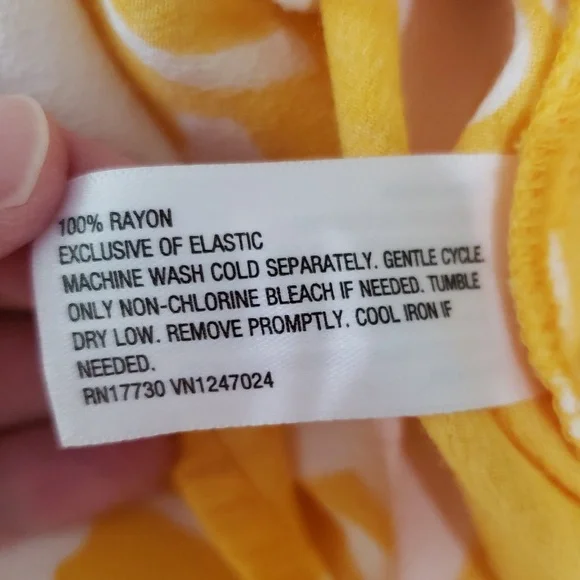 100% RAYON
EXCLUSIVE OF ELASTIC
MACHINE WASH COLD SEPARATELY. GENTLE CYCLE.
ONLY NON-CHLORINE BLEACH IF NEEDED. TUMBLE
DRY LOW. REMOVE PROMPTLY. COOL IRON IF
NEEDED.
RN17730 VN1247024